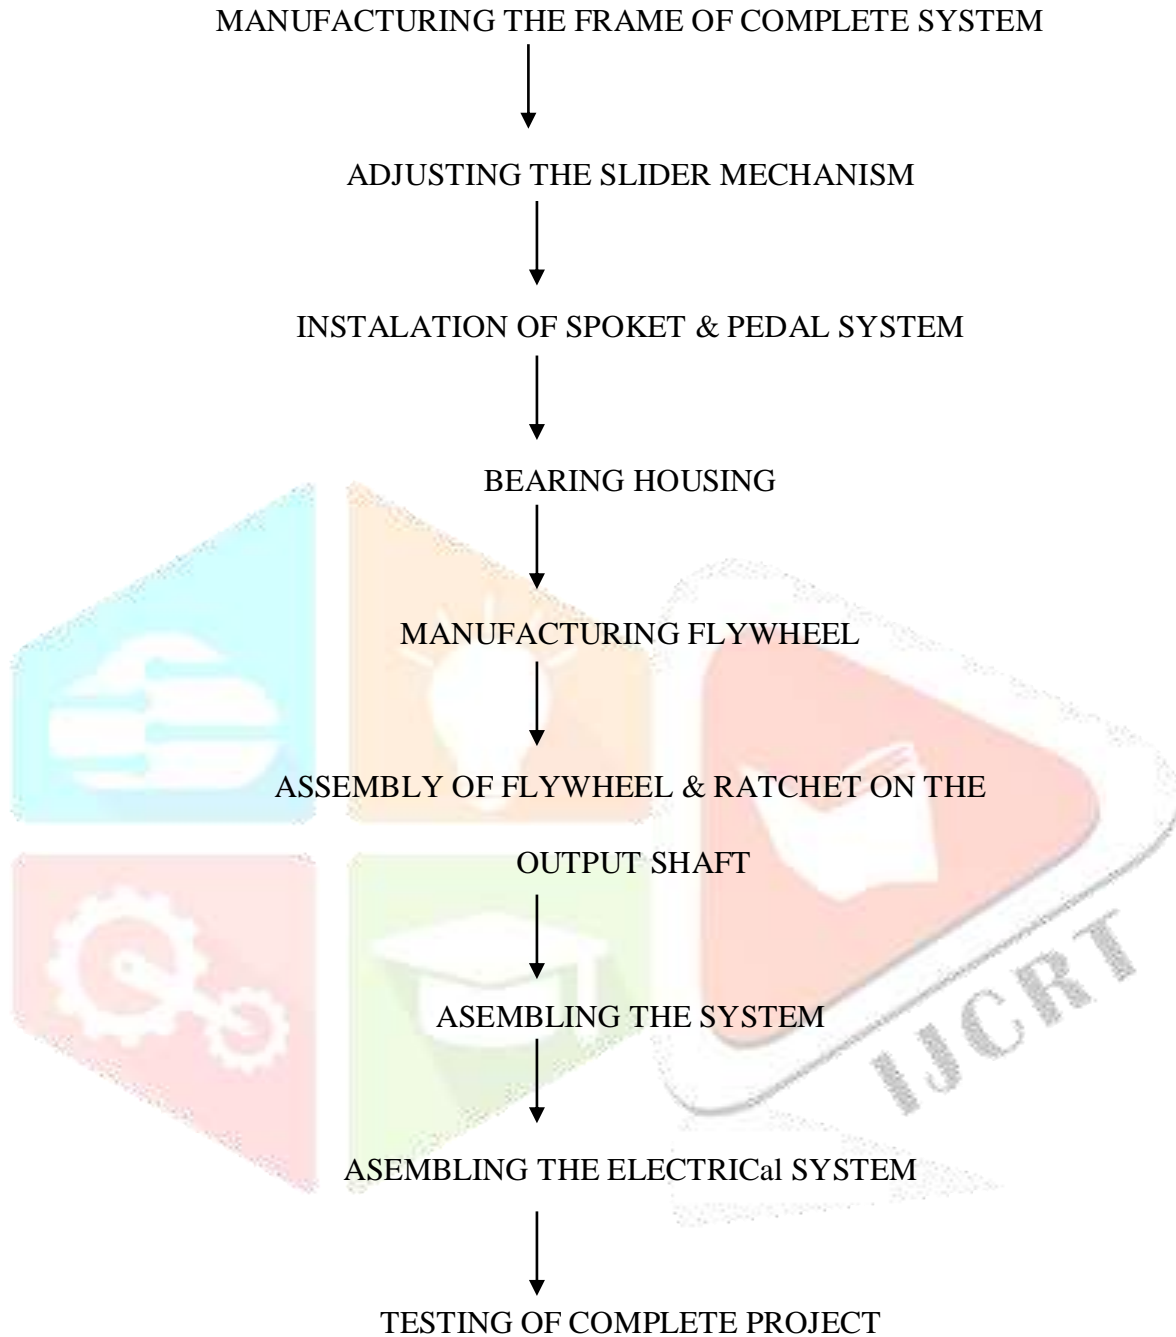 MANUFACTURING THE FRAME OF COMPLETE SYSTEM
ADJUSTING THE SLIDER MECHANISM
INSTALATION OF SPOKET & PEDAL SYSTEM
BEARING HOUSING
MANUFACTURING FLYWHEEL
ASSEMBLY OF FLYWHEEL & RATCHET ON THE
OUTPUT SHAFT
ASEMBLING THE SYSTEM
IJCRT
ASEMBLING THE ELECTRICal SYSTEM
TESTING OF COMPLETE PROJECT